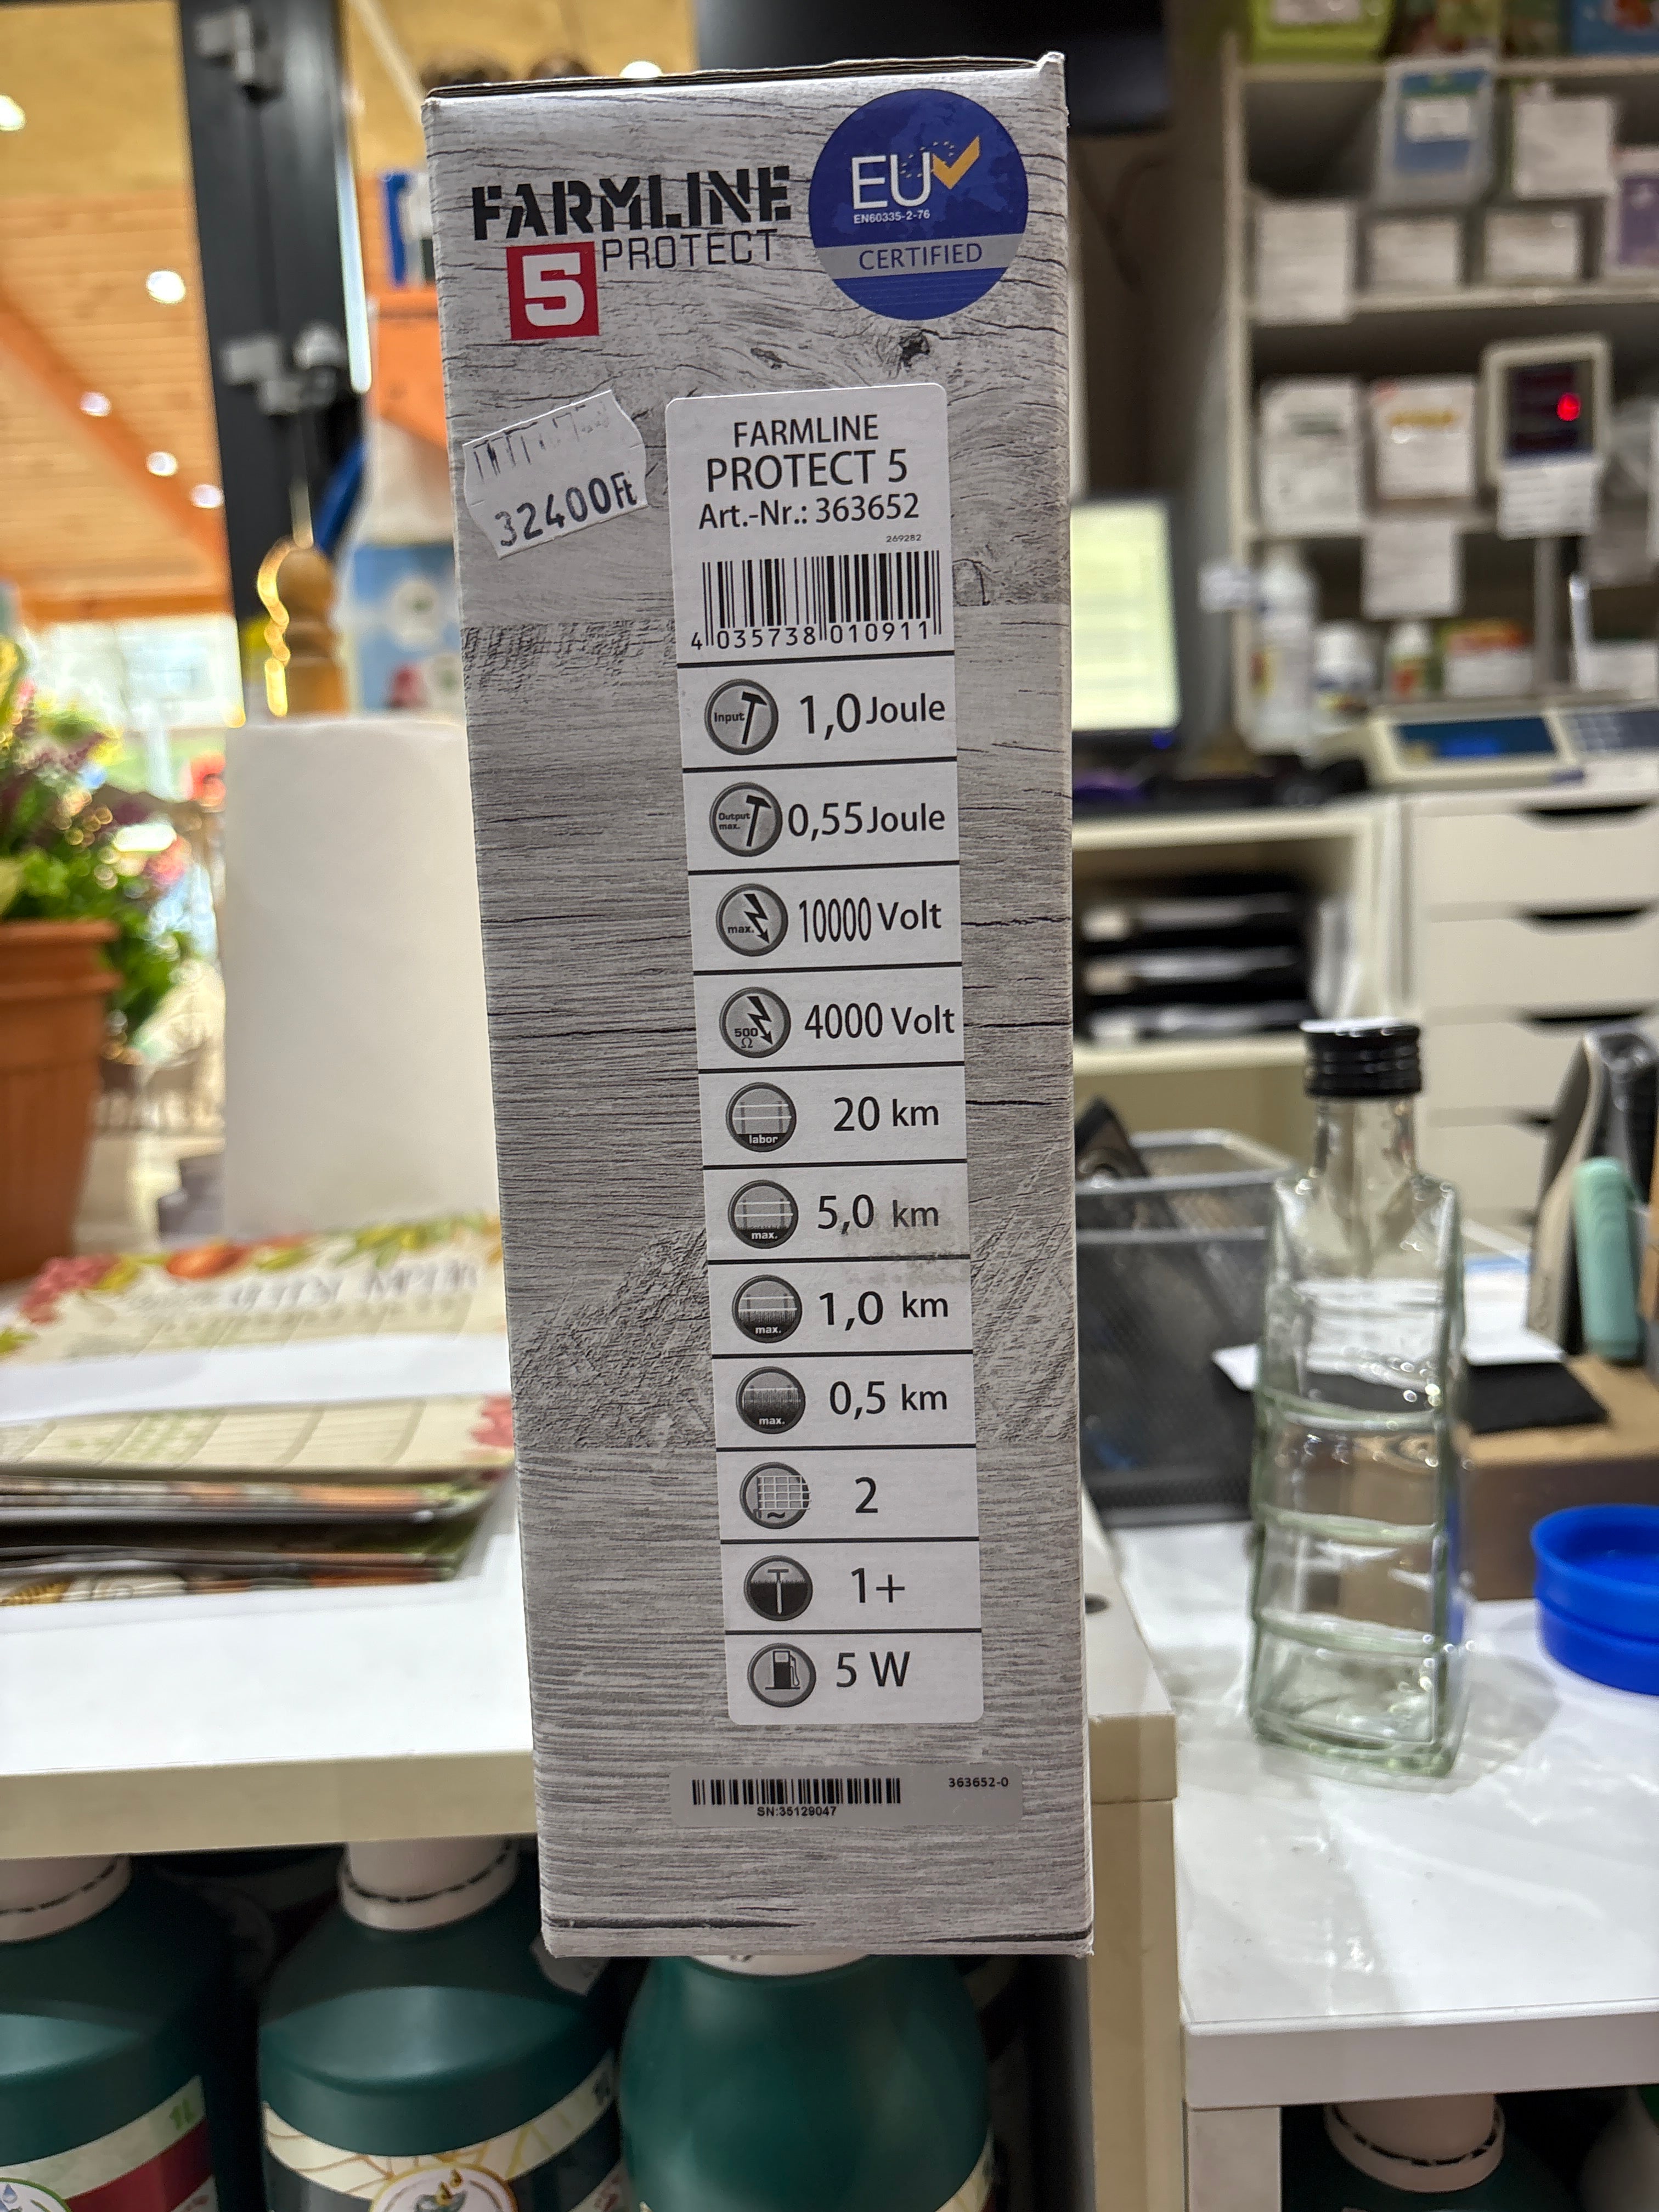 FARMLINE
5 PROTECT
EU
EN60335-2-76
CERTIFIED
32400Ft
FARMLINE
PROTECT 5
Art.-Nr.: 363652
269282
4 035738 010911
Input 1,0 Joule
Output max. 0,55 Joule
max. 10000 Volt
500 Ω 4000 Volt
labor 20 km
max. 5,0 km
max. 1,0 km
max. 0,5 km
~ 2
1+
5 W
363652-0
SN:35129047
1L